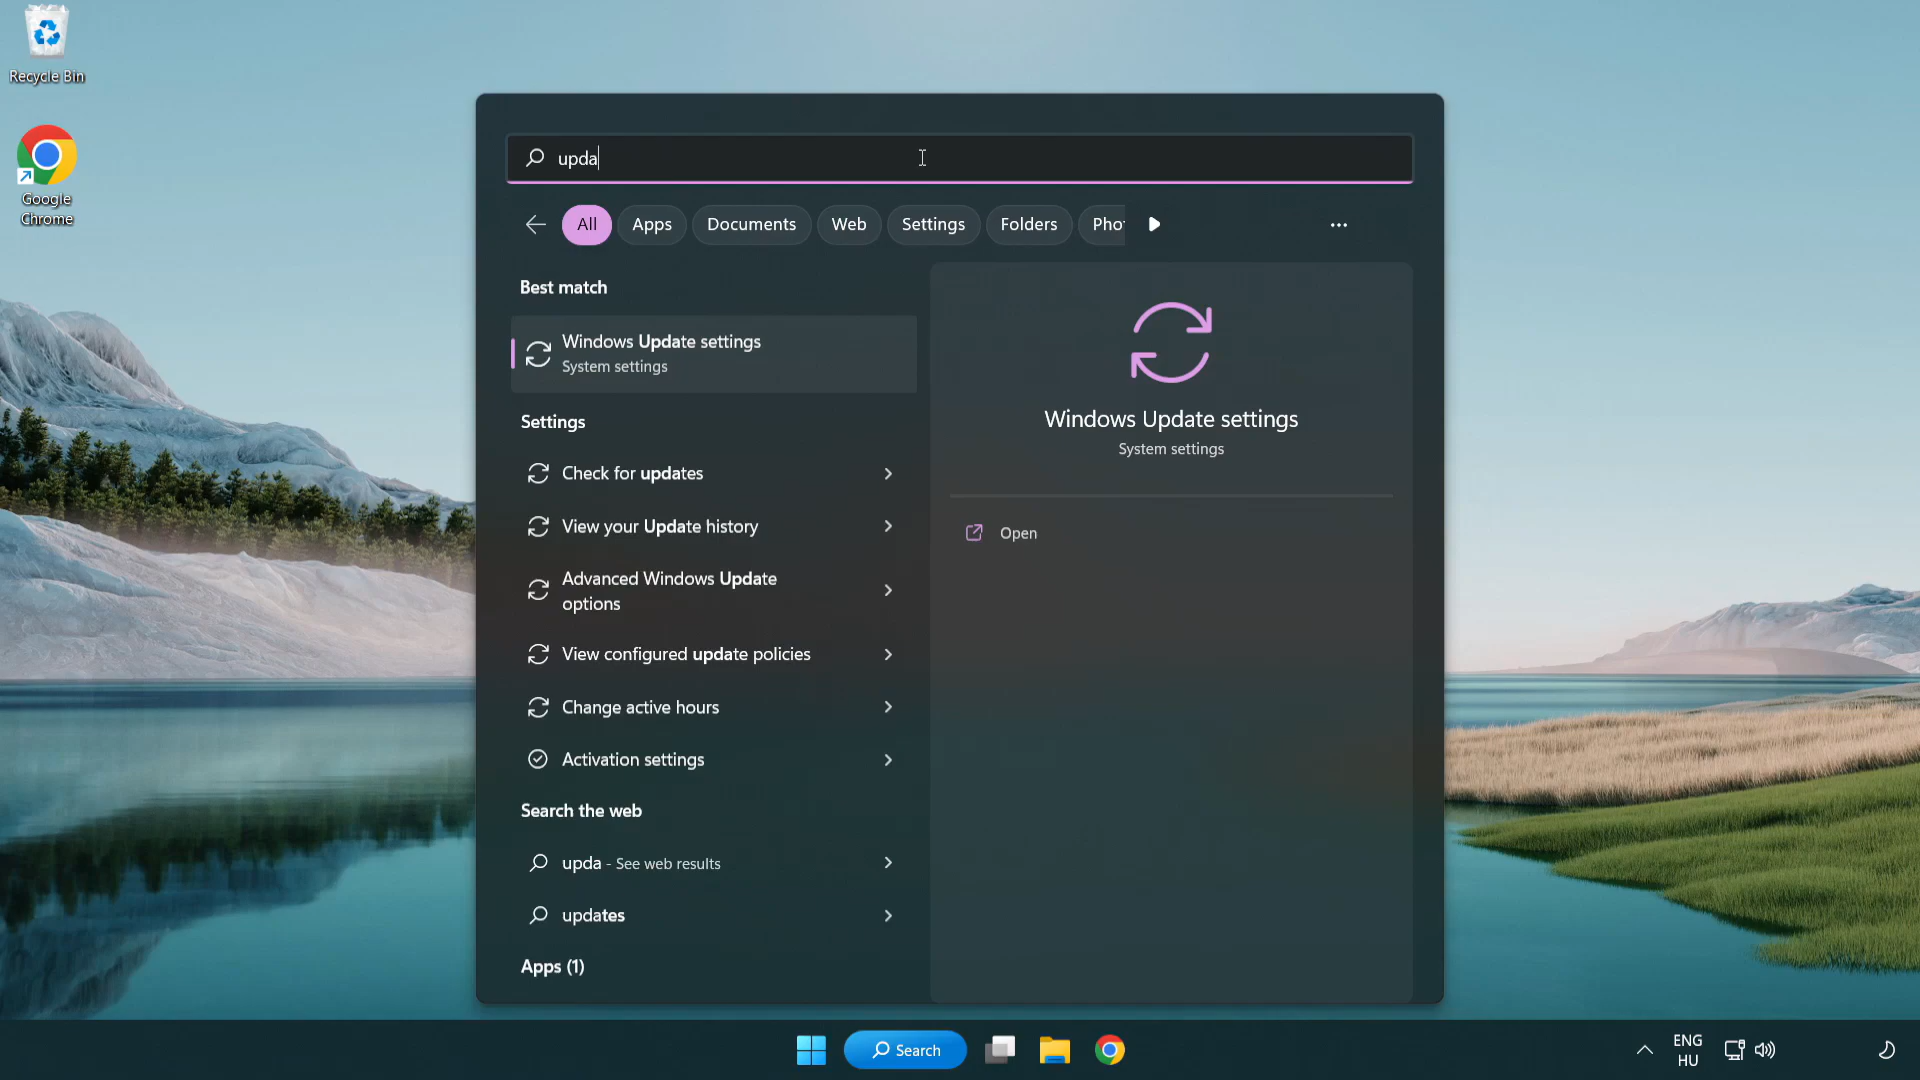 Recycle Bin
Google
Chrome
upda
All
Apps
Documents
Web
Settings
Folders
Pho
Best match
Windows Update settings
System settings
Settings
Check for updates
View your Update history
Advanced Windows Update
options
View configured update policies
Change active hours
Activation settings
Search the web
upda - See web results
updates
Apps (1)
Windows Update settings
System settings
Open
Search
ENG
HU